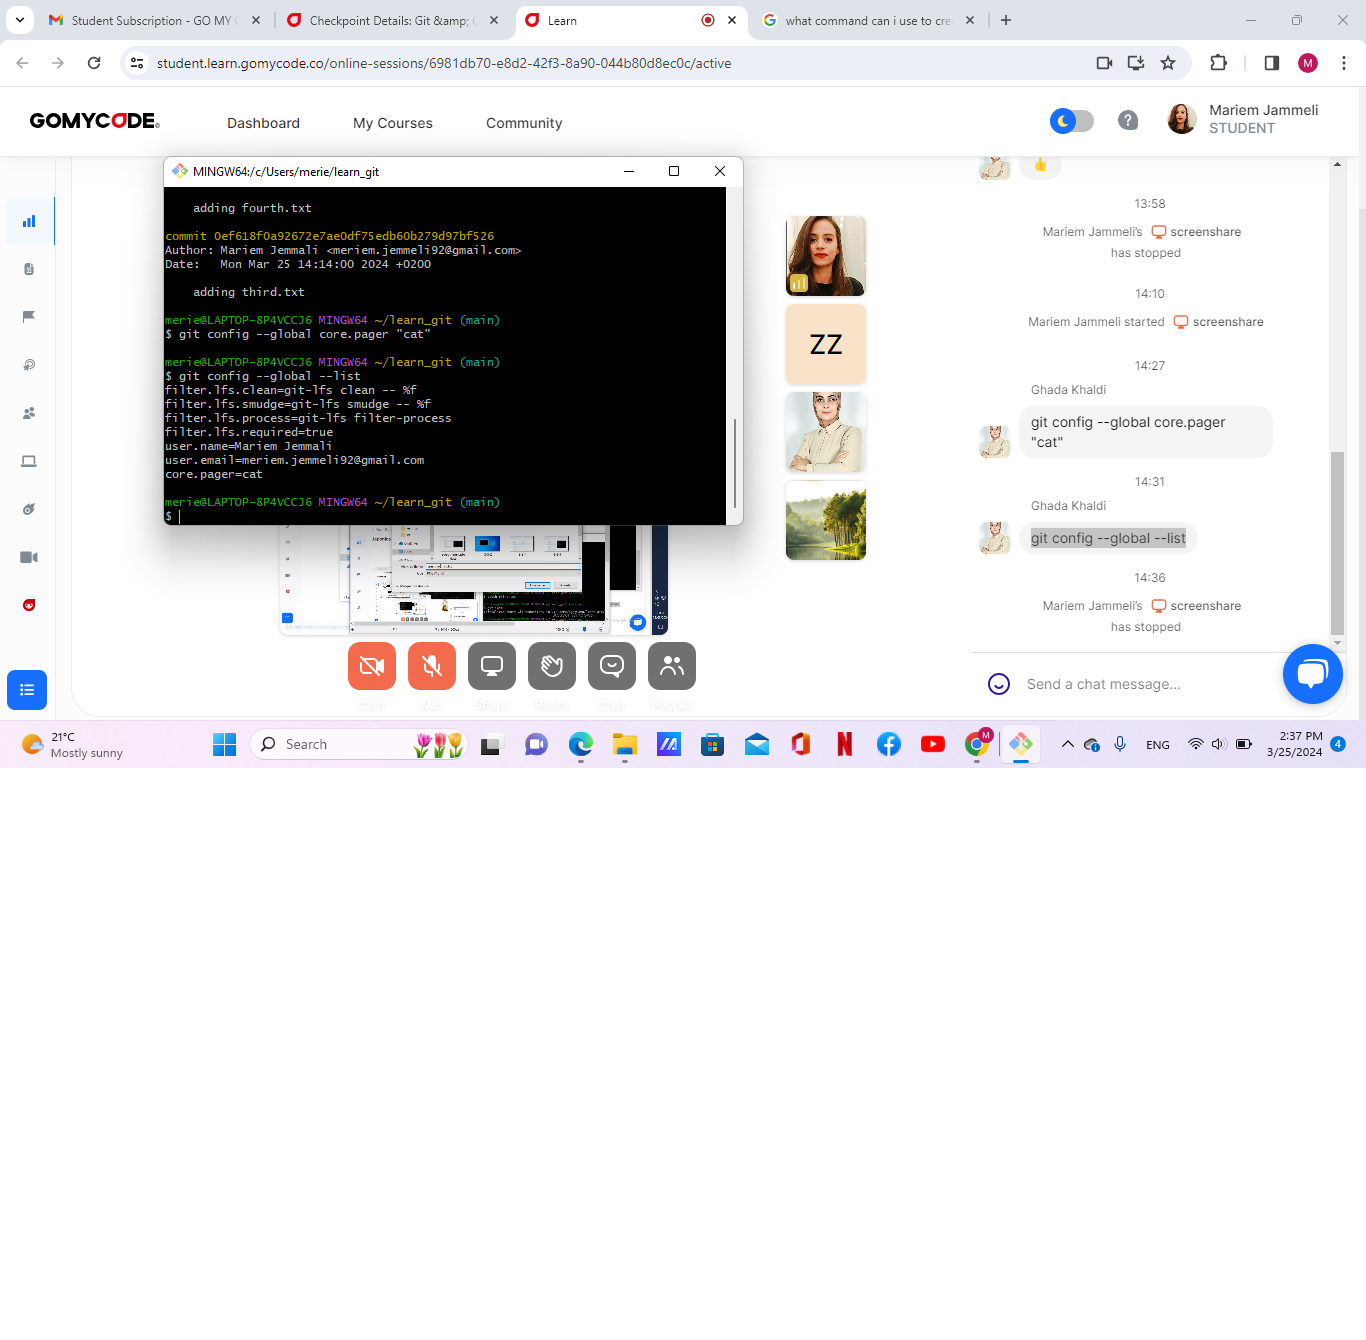 Student Subscription - GO MY C
Checkpoint Details: Git &amp; G
Learn
what command can i use to cre
student.learn.gomycode.co/online-sessions/6981db70-e8d2-42f3-8a90-044b80d8ec0c/active
M
GOMYCODE
Dashboard
My Courses
Community
?
Mariem Jammeli
STUDENT
MINGW64:/c/Users/merie/learn_git
adding fourth.txt
commit 0ef618f0a92672e7ae0df75edb60b279d97bf526
Author: Mariem Jemmali <meriem.jemmeli92@gmail.com>
Date:   Mon Mar 25 14:14:00 2024 +0200
adding third.txt
merie@LAPTOP-8P4VCCJ6 MINGW64 ~/learn_git (main)
$ git config --global core.pager "cat"
merie@LAPTOP-8P4VCCJ6 MINGW64 ~/learn_git (main)
$ git config --global --list
filter.lfs.clean=git-lfs clean -- %f
filter.lfs.smudge=git-lfs smudge -- %f
filter.lfs.process=git-lfs filter-process
filter.lfs.required=true
user.name=Mariem Jemmali
user.email=meriem.jemmeli92@gmail.com
core.pager=cat
merie@LAPTOP-8P4VCCJ6 MINGW64 ~/learn_git (main)
$
ZZ
13:58
Mariem Jammeli's screenshare
has stopped
14:10
Mariem Jammeli started screenshare
14:27
Ghada Khaldi
git config --global core.pager
"cat"
14:31
Ghada Khaldi
git config --global --list
14:36
Mariem Jammeli's screenshare
has stopped
Send a chat message...
Cam
Mic
Share
React
Chat
People
21°C
Mostly sunny
Search
M
ENG
2:37 PM
3/25/2024
4